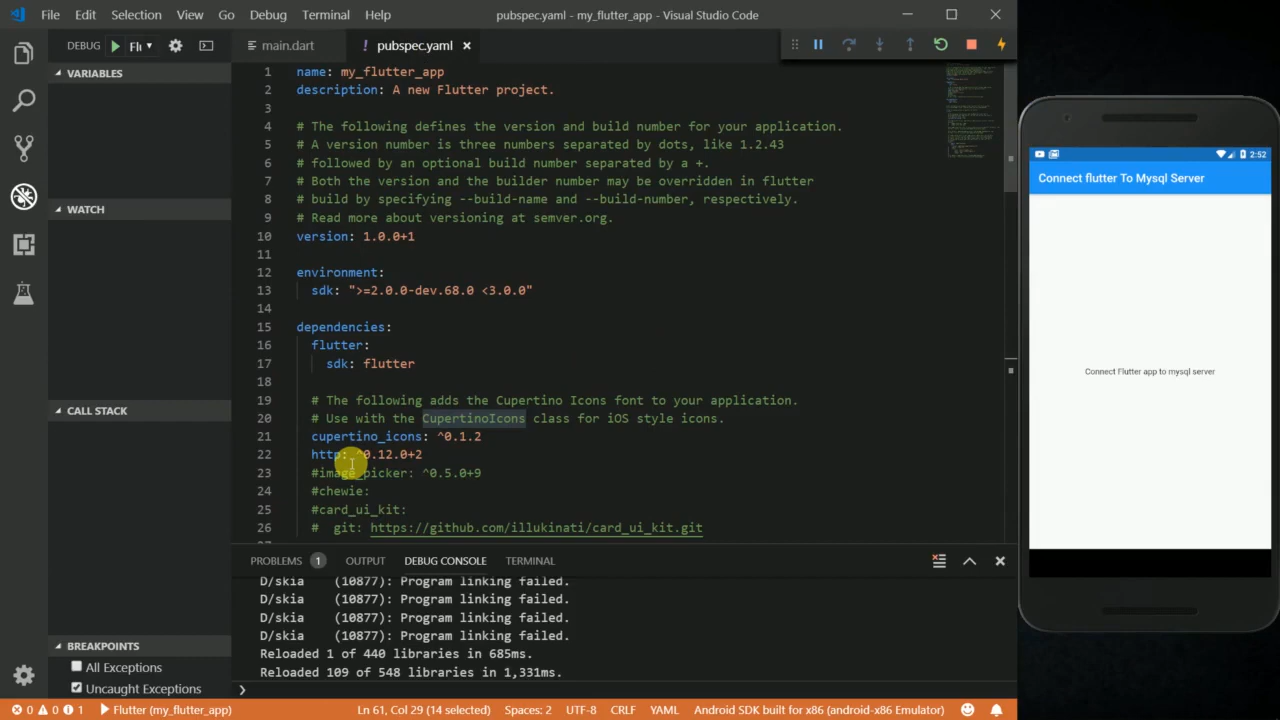 File Edit Selection View Go Debug Terminal Help
pubspec.yaml - my_flutter_app - Visual Studio Code
DEBUG
main.dart
! pubspec.yaml
VARIABLES
WATCH
CALL STACK
BREAKPOINTS
All Exceptions
Uncaught Exceptions
1 name: my_flutter_app
2 description: A new Flutter project.
3
4 # The following defines the version and build number for your application.
5 # A version number is three numbers separated by dots, like 1.2.43
6 # followed by an optional build number separated by a +.
7 # Both the version and the builder number may be overridden in flutter
8 # build by specifying --build-name and --build-number, respectively.
9 # Read more about versioning at semver.org.
10 version: 1.0.0+1
11
12 environment:
13 sdk: ">=2.0.0-dev.68.0 <3.0.0"
14
15 dependencies:
16 flutter:
17 sdk: flutter
18
19 # The following adds the Cupertino Icons font to your application.
20 # Use with the CupertinoIcons class for iOS style icons.
21 cupertino_icons: ^0.1.2
22 http: ^0.12.0+2
23 #image_picker: ^0.5.0+9
24 #chewie:
25 #card_ui_kit:
26 # git: https://github.com/illukinati/card_ui_kit.git
PROBLEMS 1 OUTPUT DEBUG CONSOLE TERMINAL
D/skia (10877): Program linking failed.
D/skia (10877): Program linking failed.
D/skia (10877): Program linking failed.
D/skia (10877): Program linking failed.
Reloaded 1 of 440 libraries in 685ms.
Reloaded 109 of 548 libraries in 1,331ms.
0 0 1 Flutter (my_flutter_app) Ln 61, Col 29 (14 selected) Spaces: 2 UTF-8 CRLF YAML Android SDK built for x86 (android-x86 Emulator)
2:52
Connect flutter To Mysql Server
Connect Flutter app to mysql server